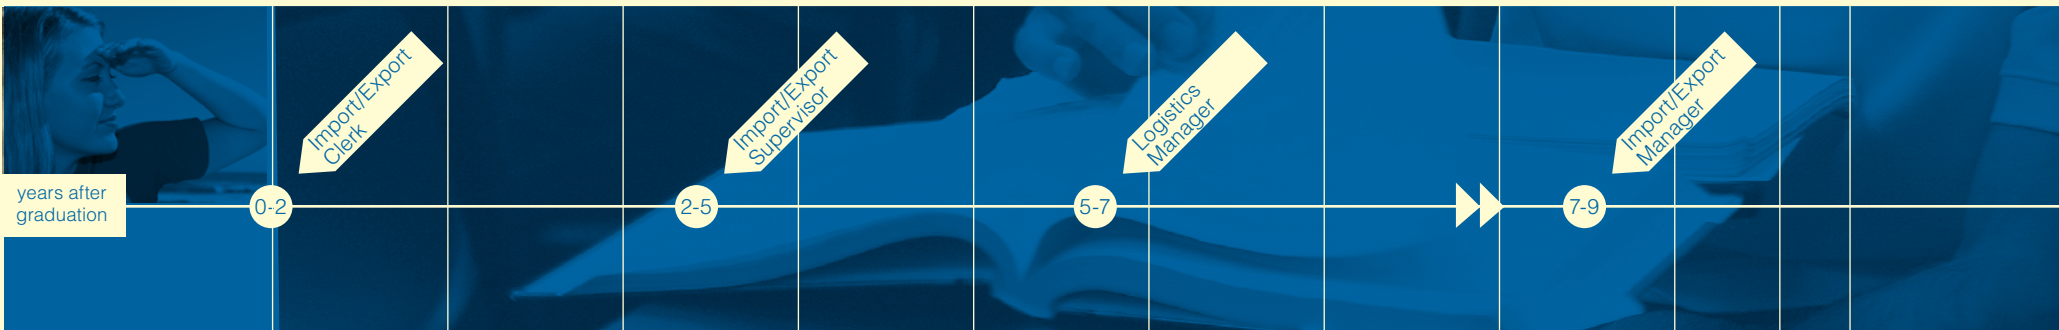 Import/Export
Clerk
Import/Export
Supervisor
Logistics
Manager
Import/Export
Manager
years after
graduation
0-2
2-5
5-7
7-9